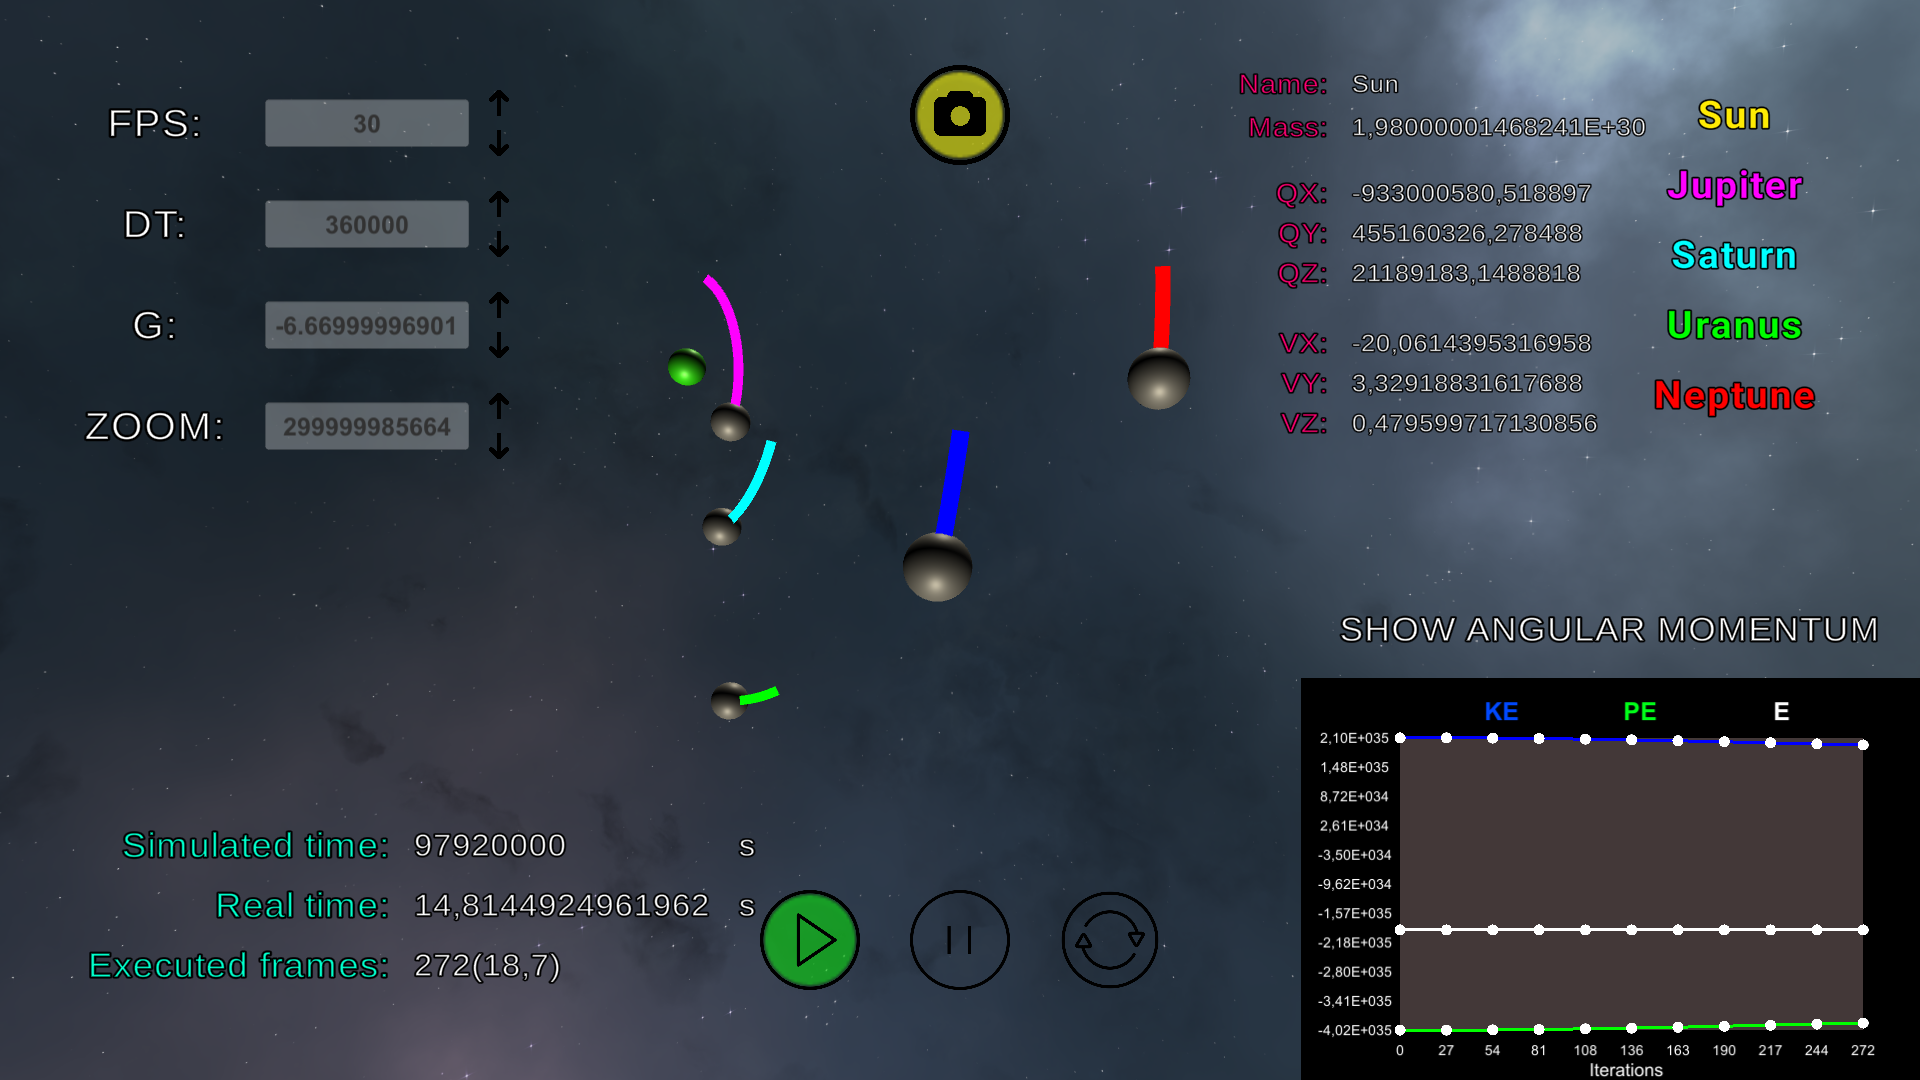 FPS: 30
DT: 360000
G: -6.66999996901
ZOOM: 299999985664
Name: Sun
Mass: 1,98000001468241E+30
QX: -933000580,518897
QY: 455160326,278488
QZ: 21189183,1488818
VX: -20,0614395316958
VY: 3,32918831617688
VZ: 0,479599717130856
Sun
Jupiter
Saturn
Uranus
Neptune
SHOW ANGULAR MOMENTUM
KE PE E
2,10E+035
1,48E+035
8,72E+034
2,61E+034
-3,50E+034
-9,62E+034
-1,57E+035
-2,18E+035
-2,80E+035
-3,41E+035
-4,02E+035
0 27 54 81 108 136 163 190 217 244 272
Iterations
Simulated time: 97920000 s
Real time: 14,8144924961962 s
Executed frames: 272(18,7)